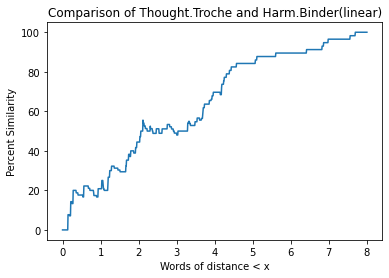 Comparison of Thought.Troche and Harm.Binder(linear)
100
80
60
40
20
0
Percent Similarity
0 1 2 3 4 5 6 7 8
Words of distance < x